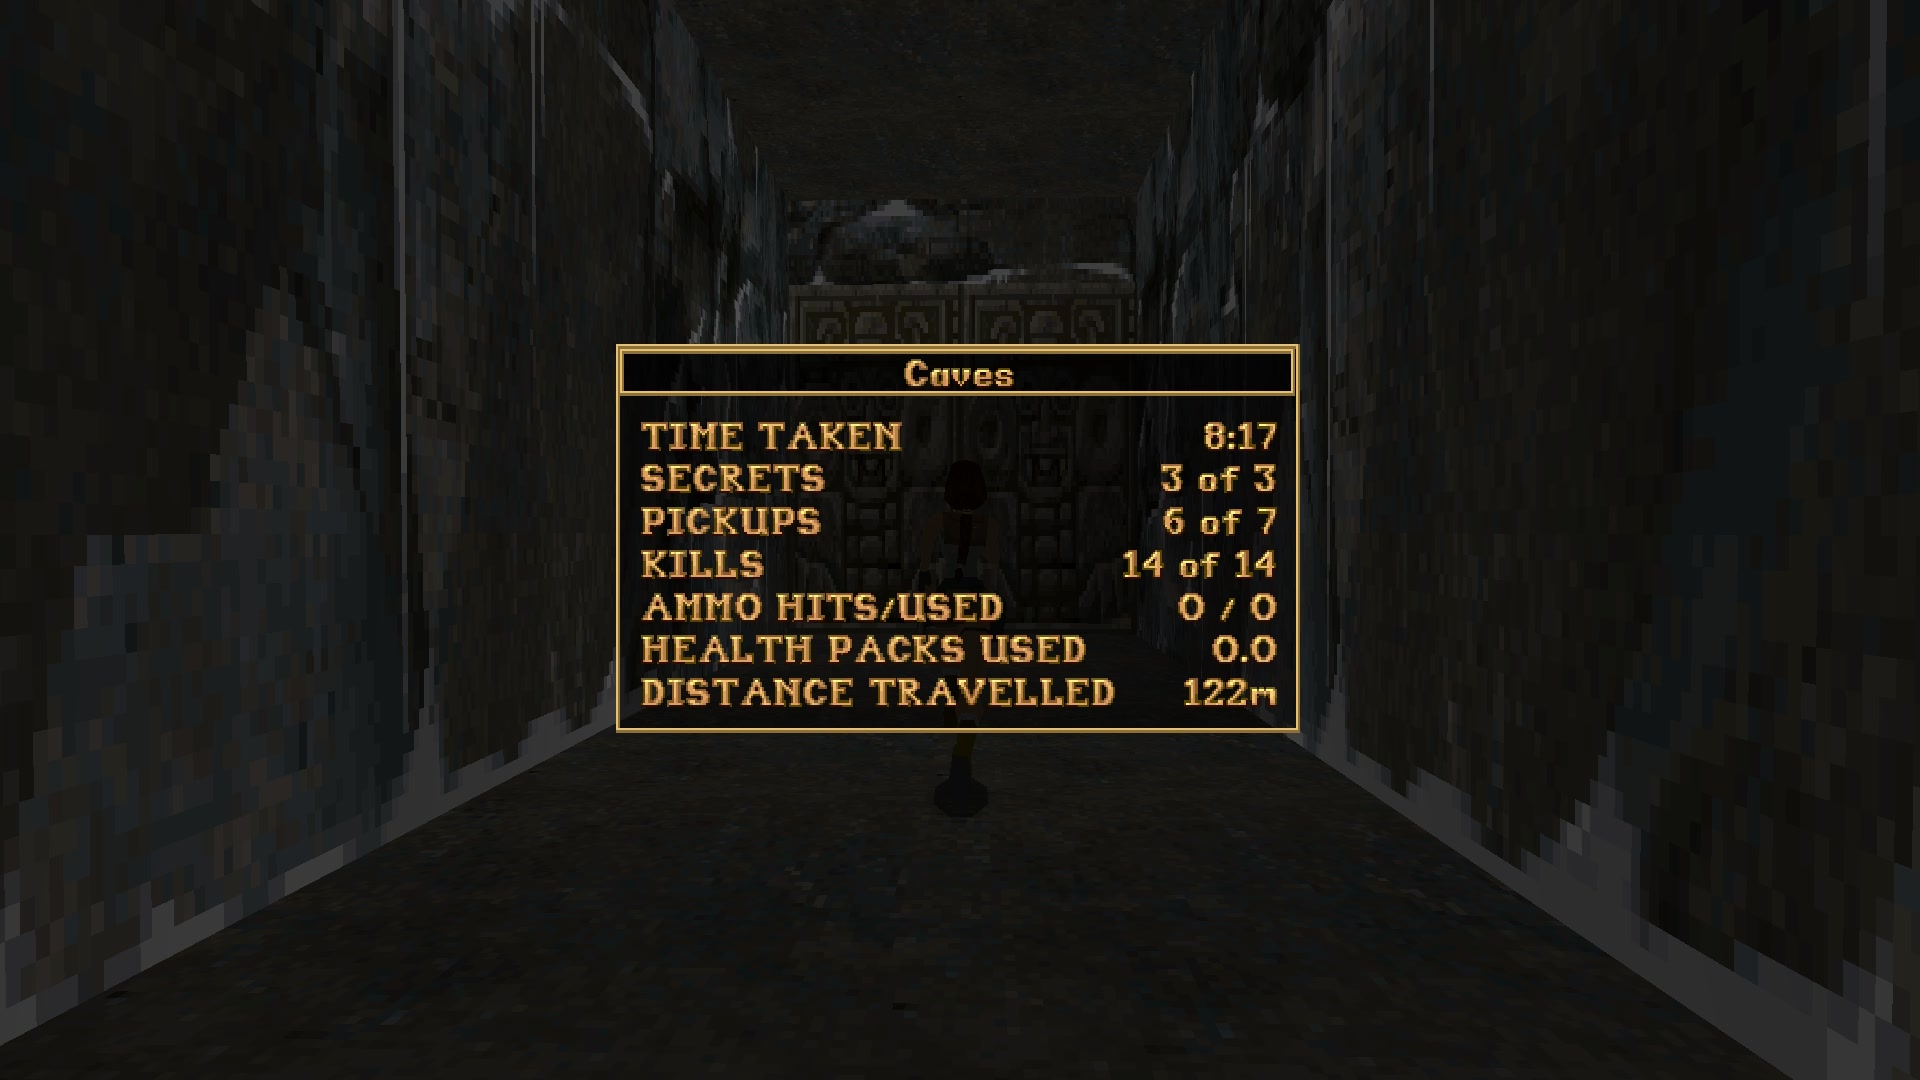 Caves
TIME TAKEN 8:17
SECRETS 3 of 3
PICKUPS 6 of 7
KILLS 14 of 14
AMMO HITS/USED 0 / 0
HEALTH PACKS USED 0.0
DISTANCE TRAVELLED 122m